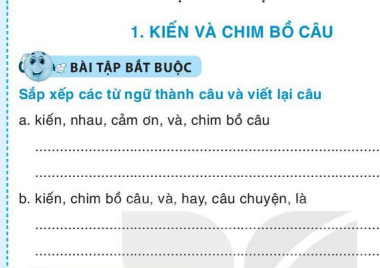 1. KIẾN VÀ CHIM BỒ CÂU
BÀI TẬP BẮT BUỘC
Sắp xếp các từ ngữ thành câu và viết lại câu
a. kiến, nhau, cảm ơn, và, chim bồ câu
b. kiến, chim bồ câu, và, hay, câu chuyện, là